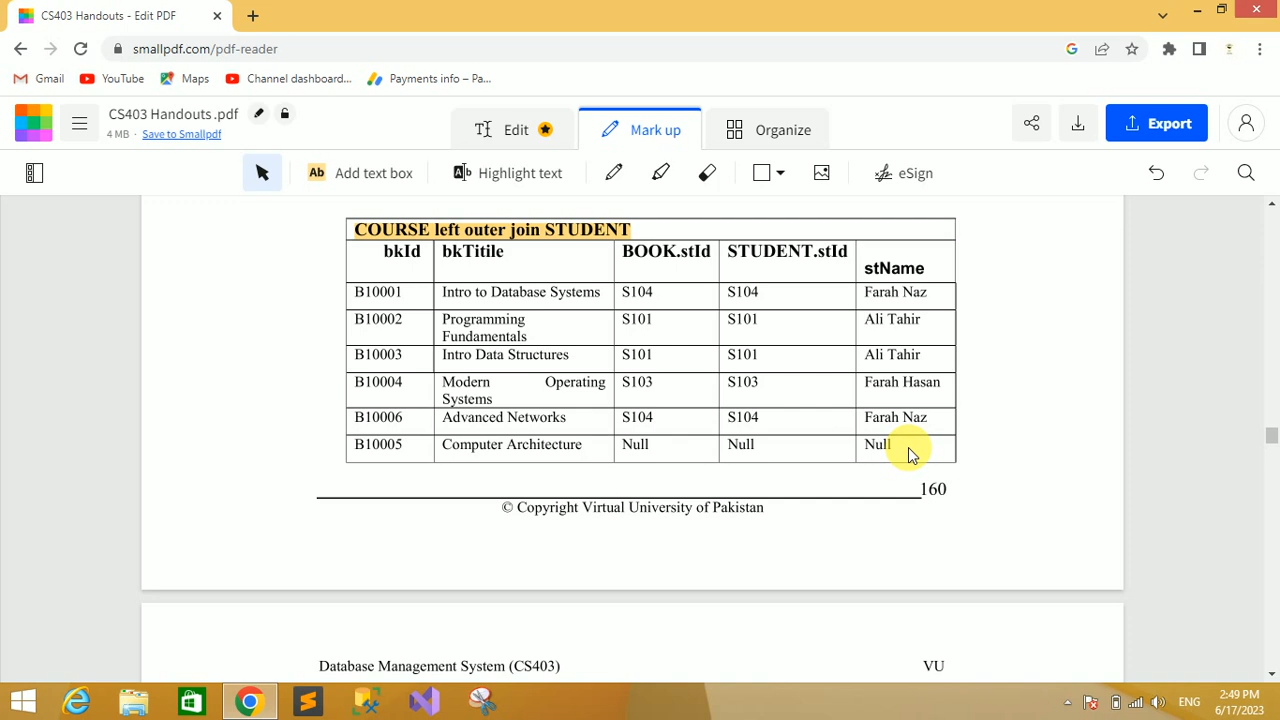 CS403 Handouts - Edit PDF
smallpdf.com/pdf-reader
Gmail YouTube Maps Channel dashboard... Payments info – Pa...
CS403 Handouts .pdf
4 MB · Save to Smallpdf
Edit Mark up Organize Export
Ab Add text box Highlight text eSign
COURSE left outer join STUDENT
bkId bkTitile BOOK.stId STUDENT.stId stName
B10001 Intro to Database Systems S104 S104 Farah Naz
B10002 Programming Fundamentals S101 S101 Ali Tahir
B10003 Intro Data Structures S101 S101 Ali Tahir
B10004 Modern Operating Systems S103 S103 Farah Hasan
B10006 Advanced Networks S104 S104 Farah Naz
B10005 Computer Architecture Null Null Null
160
© Copyright Virtual University of Pakistan
Database Management System (CS403) VU
ENG
2:49 PM
6/17/2023